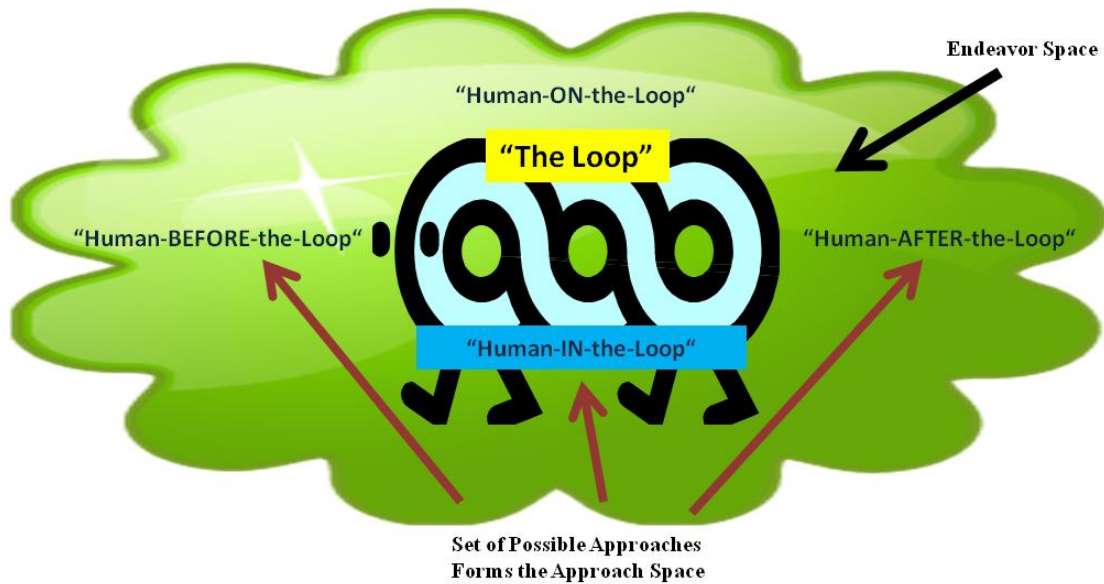 Endeavor Space
“Human-ON-the-Loop“
“The Loop”
“Human-BEFORE-the-Loop“
“Human-AFTER-the-Loop“
“Human-IN-the-Loop“
Set of Possible Approaches
Forms the Approach Space